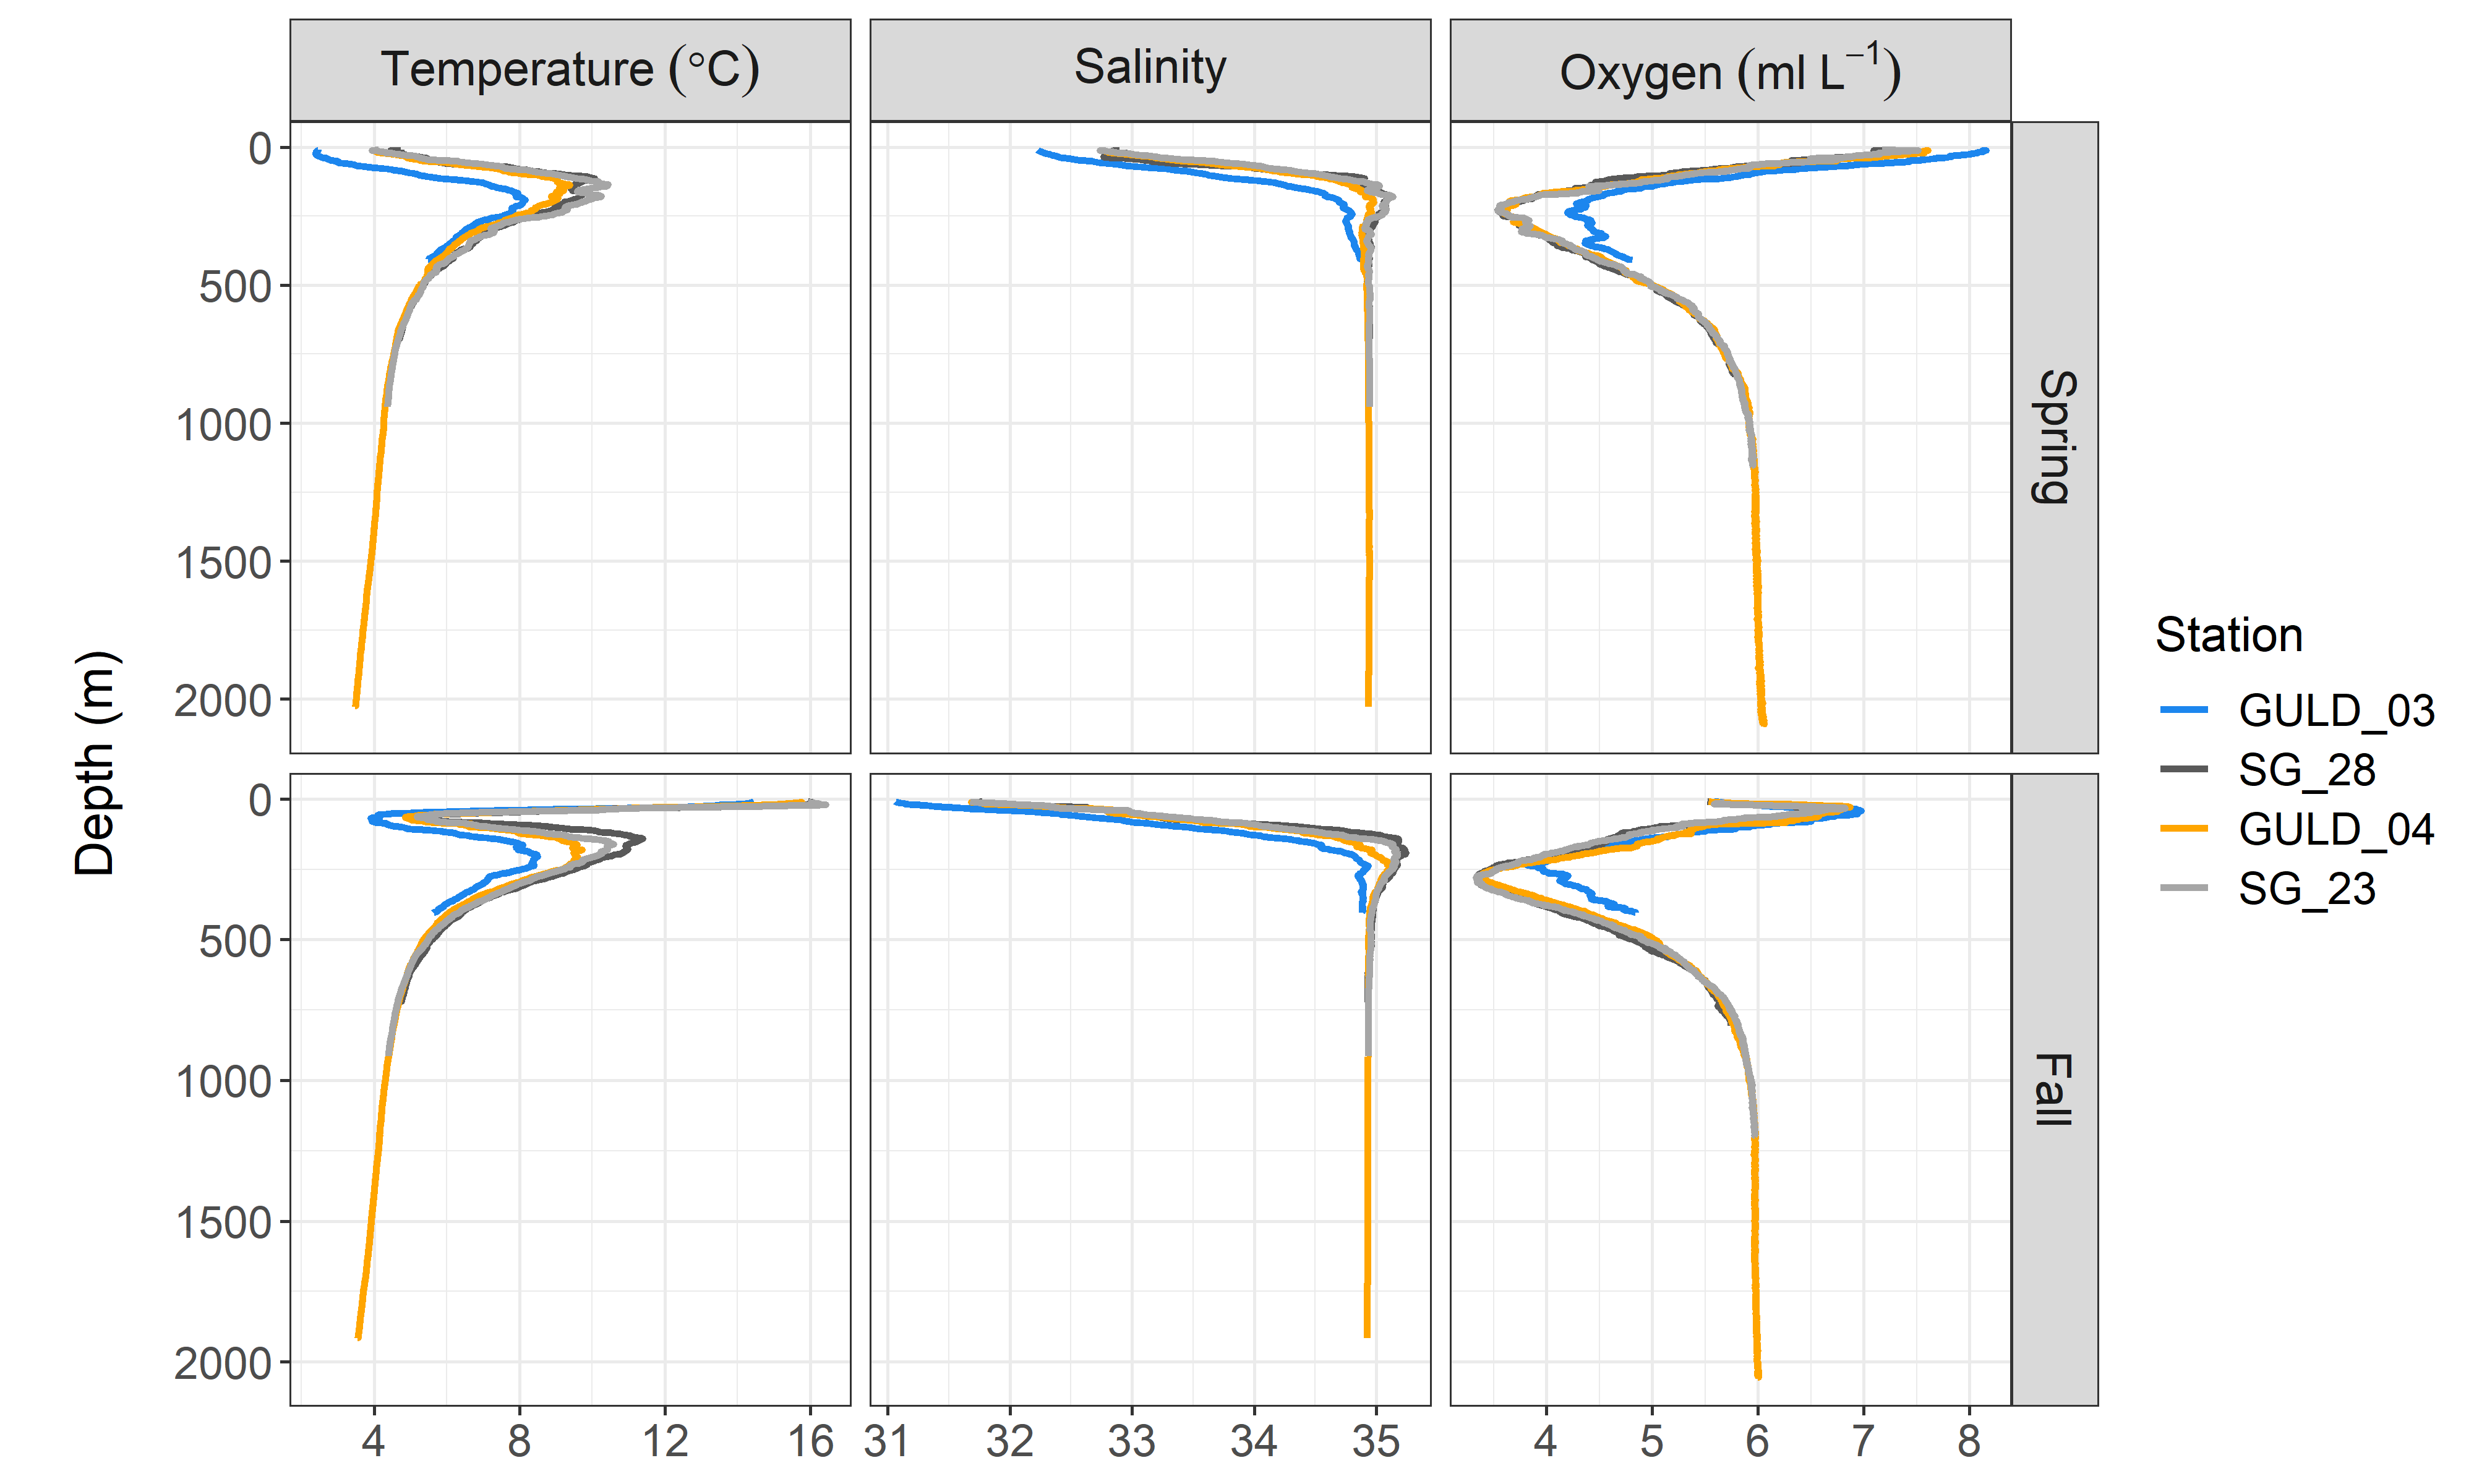 Temperature (°C)
Salinity
Oxygen (ml L⁻¹)
0
500
1000
1500
2000
Spring
Depth (m)
0
500
1000
1500
2000
Fall
4 8 12 16
31 32 33 34 35
4 5 6 7 8
Station
GULD_03
SG_28
GULD_04
SG_23